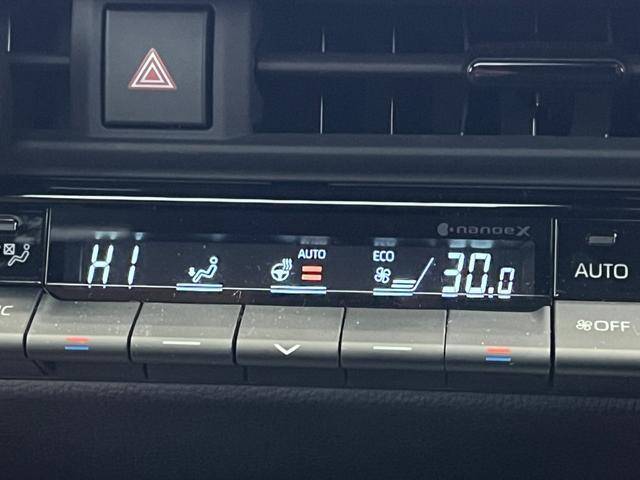 nanoeX
AUTO
ECO
HI
30.0
AUTO
C
OFF